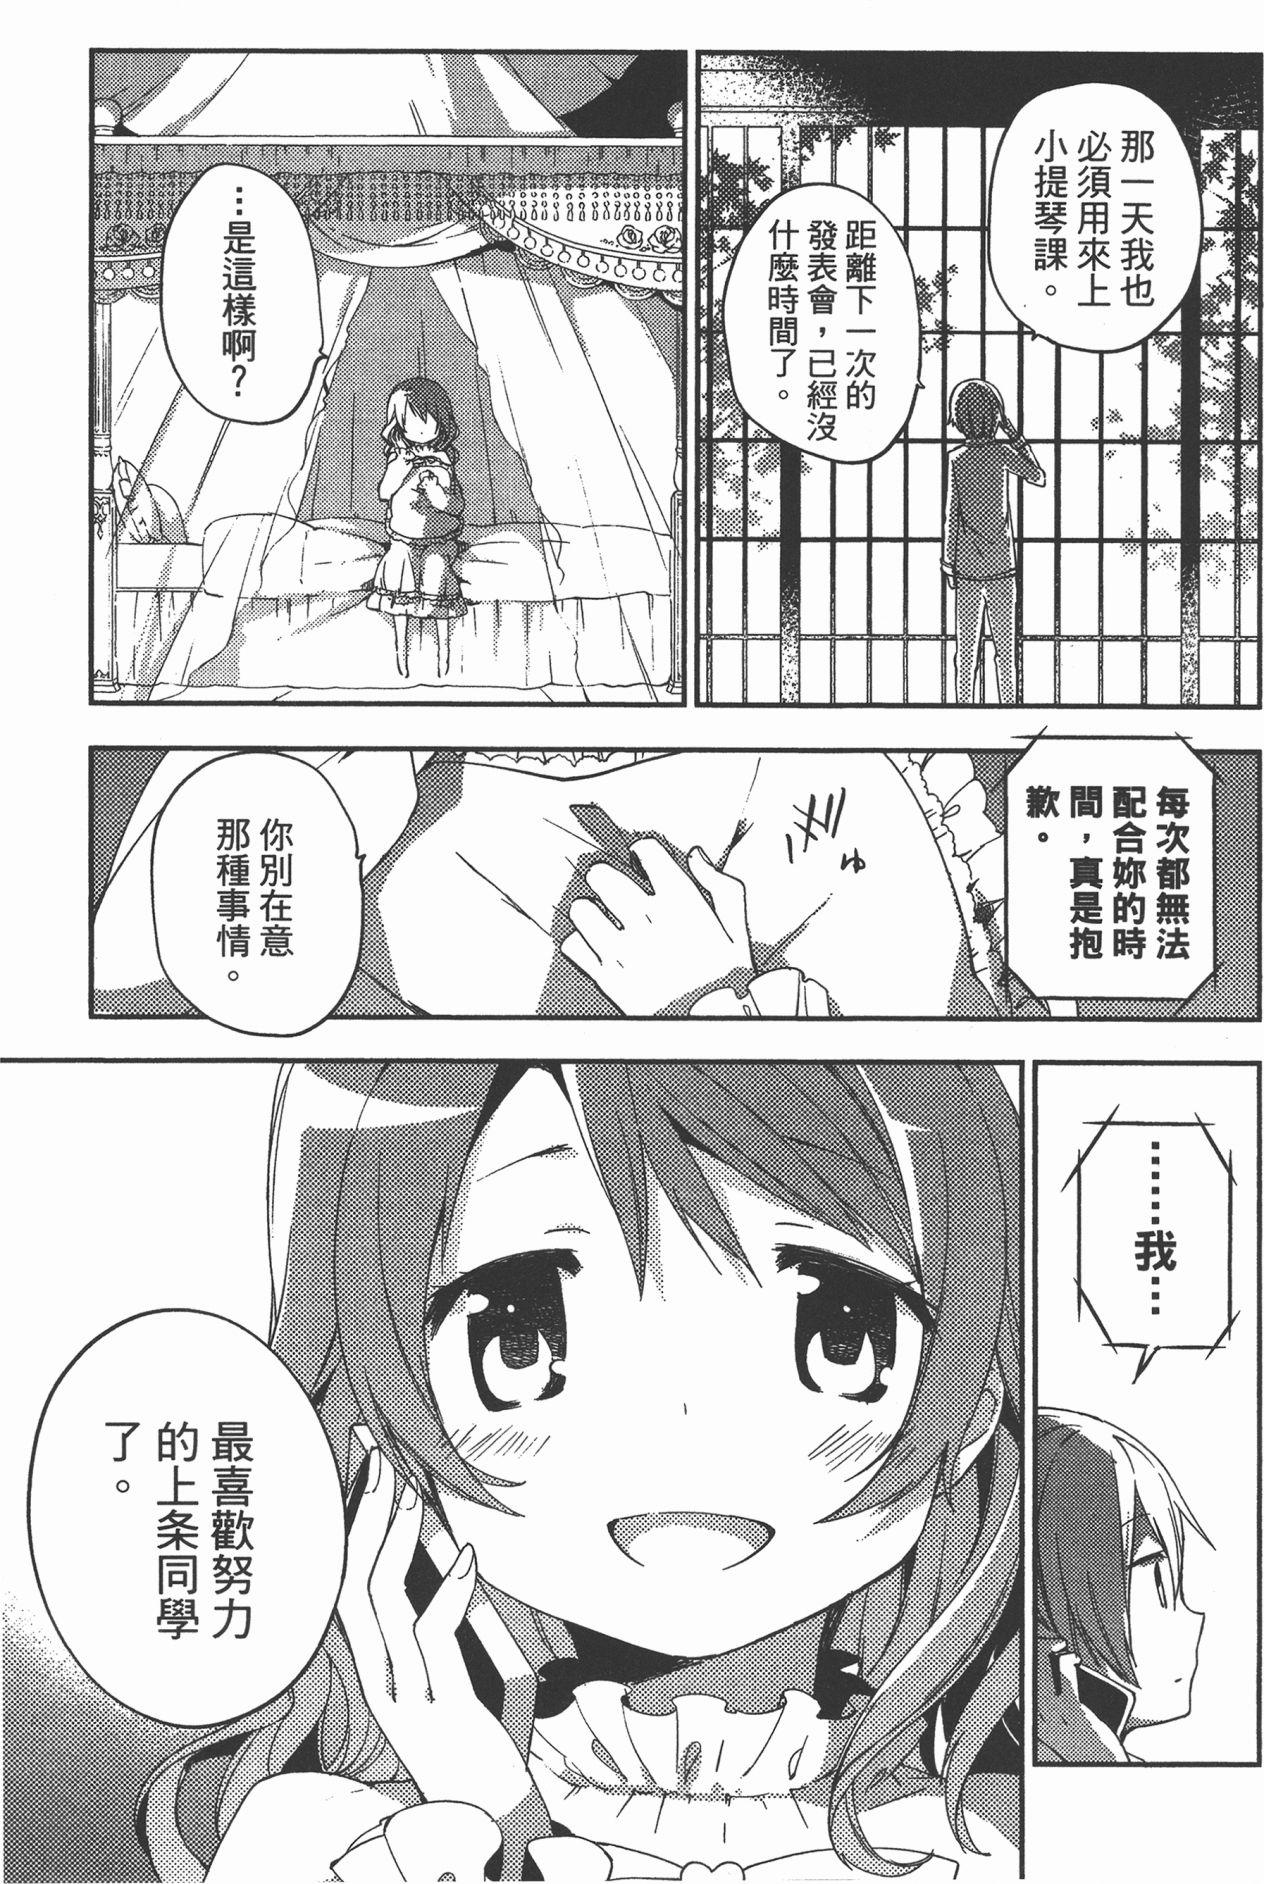 那一天我也
必須用來上
小提琴課。
距離下一次的
發表會，已經沒
什麼時間了。
…是這樣啊？
每次都無法
配合妳的時
間，真是抱
歉。
ゅ
你別在意
那種事情。
……我…
最喜歡努力
的上条同學
了。